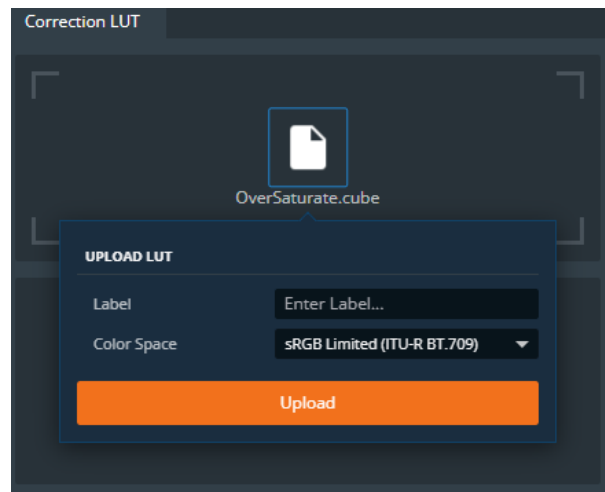 Correction LUT
OverSaturate.cube
UPLOAD LUT
Label
Enter Label...
Color Space
sRGB Limited (ITU-R BT.709)
Upload